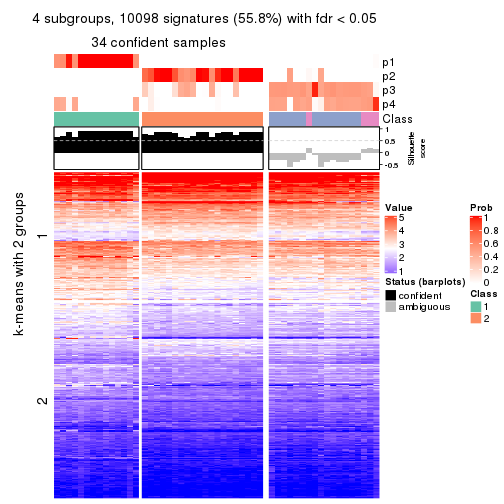 4 subgroups, 10098 signatures (55.8%) with fdr < 0.05
34 confident samples
p1
p2
p3
p4
Class
1
0.5
0
-0.5
Silhouette
score
k-means with 2 groups
1
2
Value
5
4
3
2
1
Status (barplots)
confident
ambiguous
Prob
1
0.8
0.6
0.4
0.2
0
Class
1
2